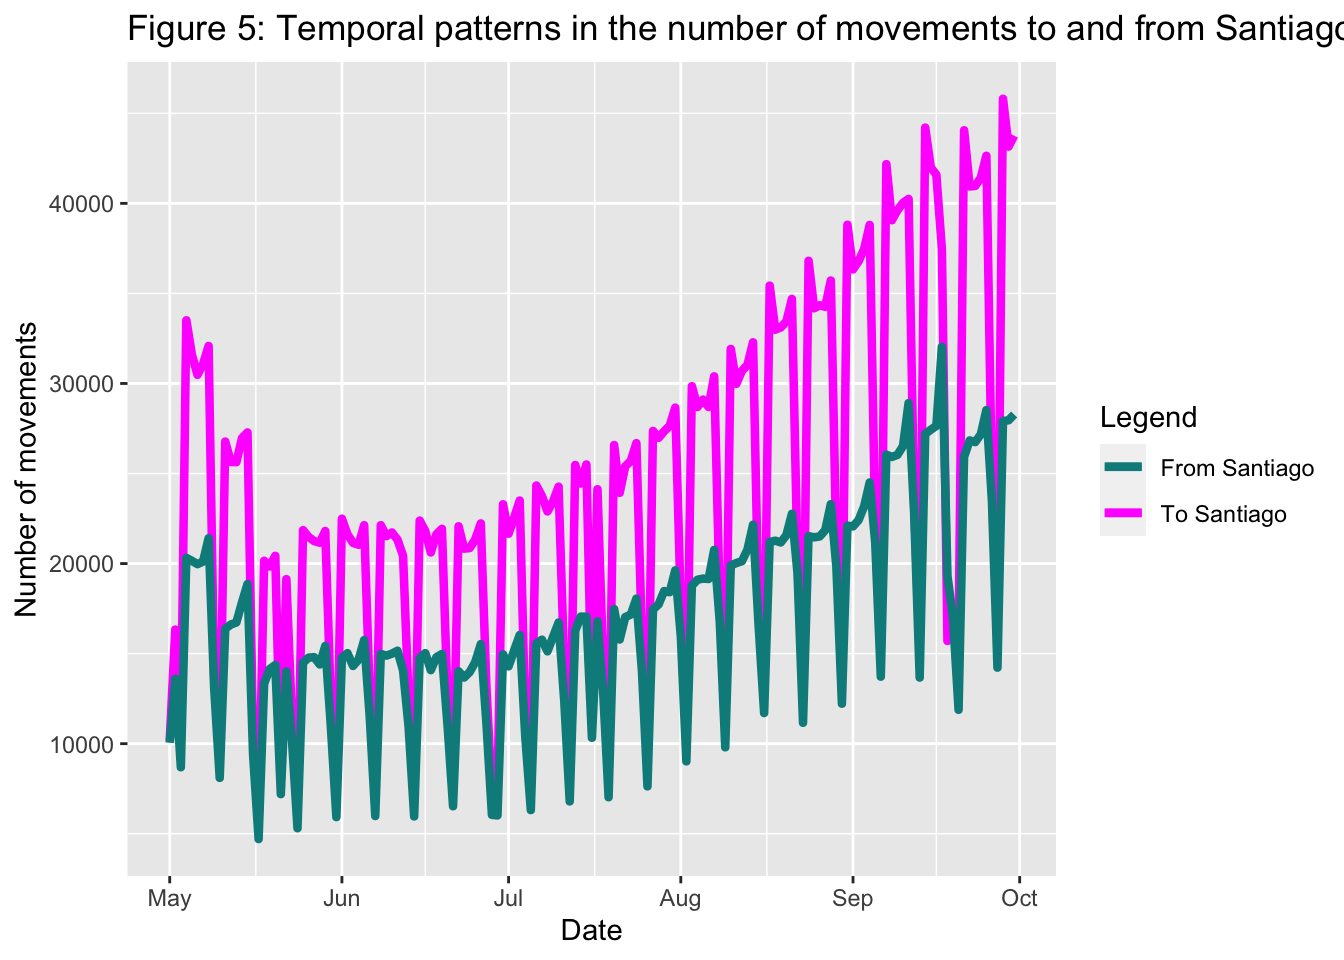 Figure 5: Temporal patterns in the number of movements to and from Santiago
Number of movements
40000
30000
20000
10000
May Jun Jul Aug Sep Oct
Date
Legend
From Santiago
To Santiago